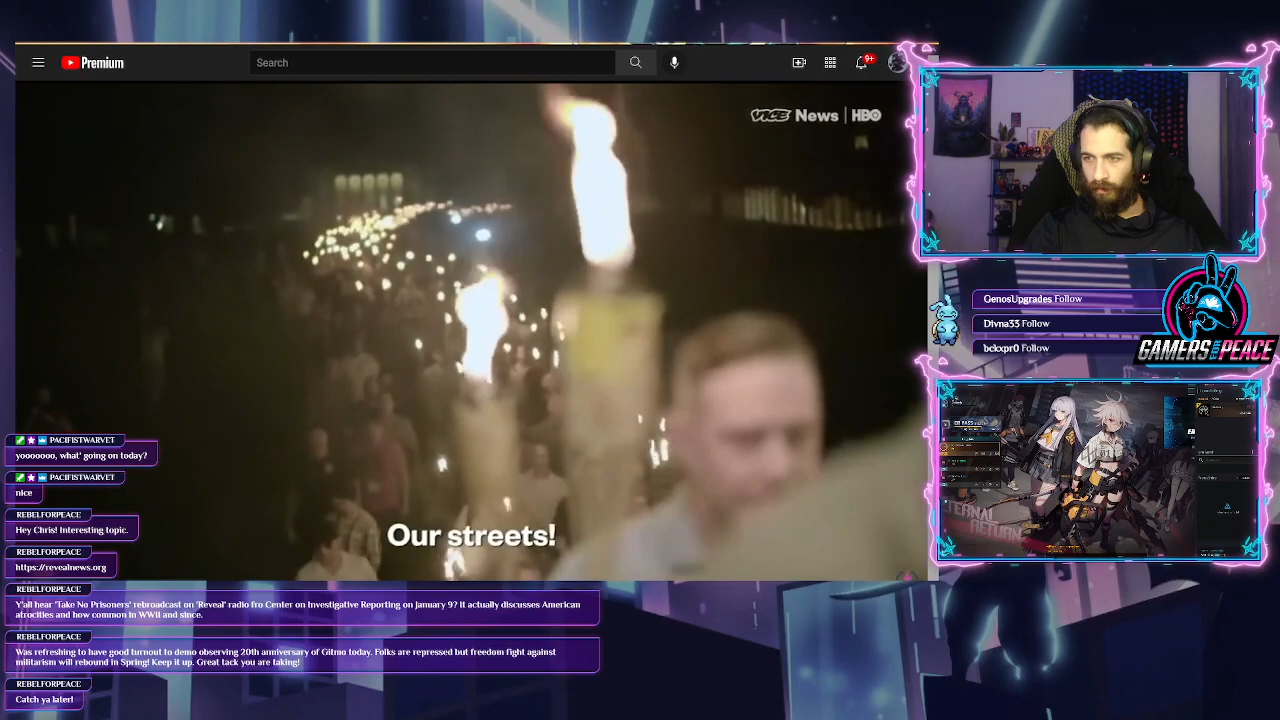 Premium
Search
9+
VICE News | HBO
Our streets!
GenosUpgrades Follow
Divna33 Follow
bckxpr0 Follow
GAMERS FOR PEACE
ETERNAL RETURN
PACIFISTWARVET
yooooooo, what' going on today?
PACIFISTWARVET
nice
REBELFORPEACE
Hey Chris! Interesting topic.
REBELFORPEACE
https://revealnews.org
REBELFORPEACE
Y'all hear 'Take No Prisoners' rebroadcast on 'Reveal' radio fro Center on Investigative Reporting on January 9? It actually discusses American
atrocities and how common in WWII and since.
REBELFORPEACE
Was refreshing to have good turnout to demo observing 20th anniversary of Gitmo today. Folks are repressed but freedom fight against
militarism will rebound in Spring! Keep it up. Great tack you are taking!
REBELFORPEACE
Catch ya later!